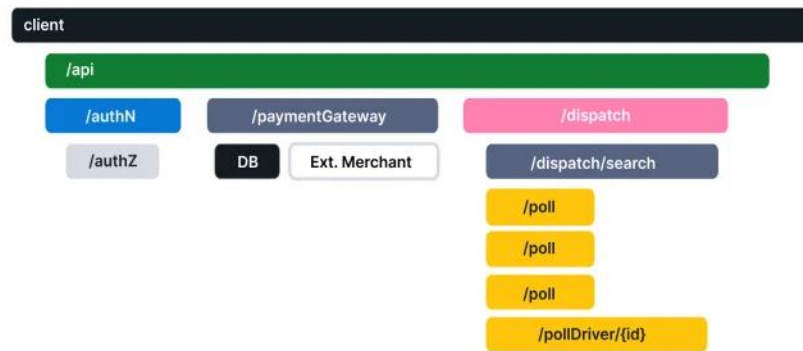 client
/api
/authN /paymentGateway /dispatch
/authZ DB Ext. Merchant /dispatch/search
/poll
/poll
/poll
/pollDriver/{id}